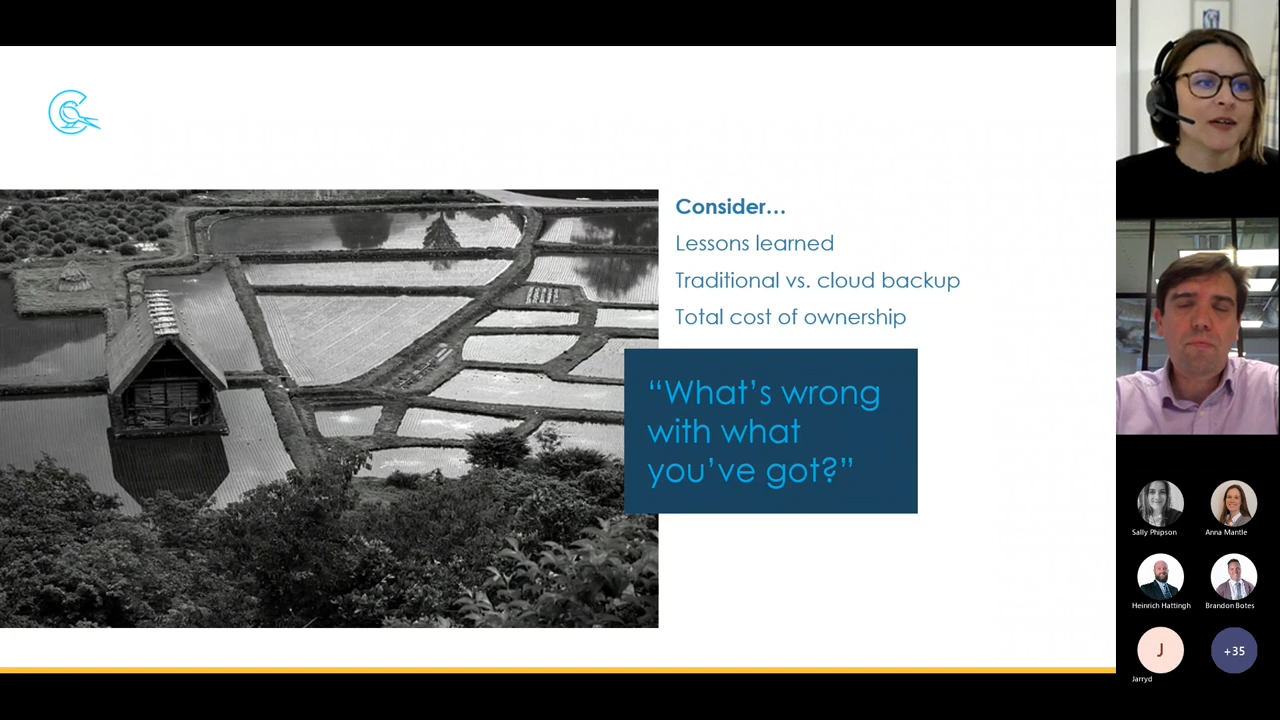 Consider...
Lessons learned
Traditional vs. cloud backup
Total cost of ownership
“What’s wrong
with what
you’ve got?”
Sally Phipson
Anna Mantle
Heinrich Hattingh
Brandon Botes
J
+35
Jarryd